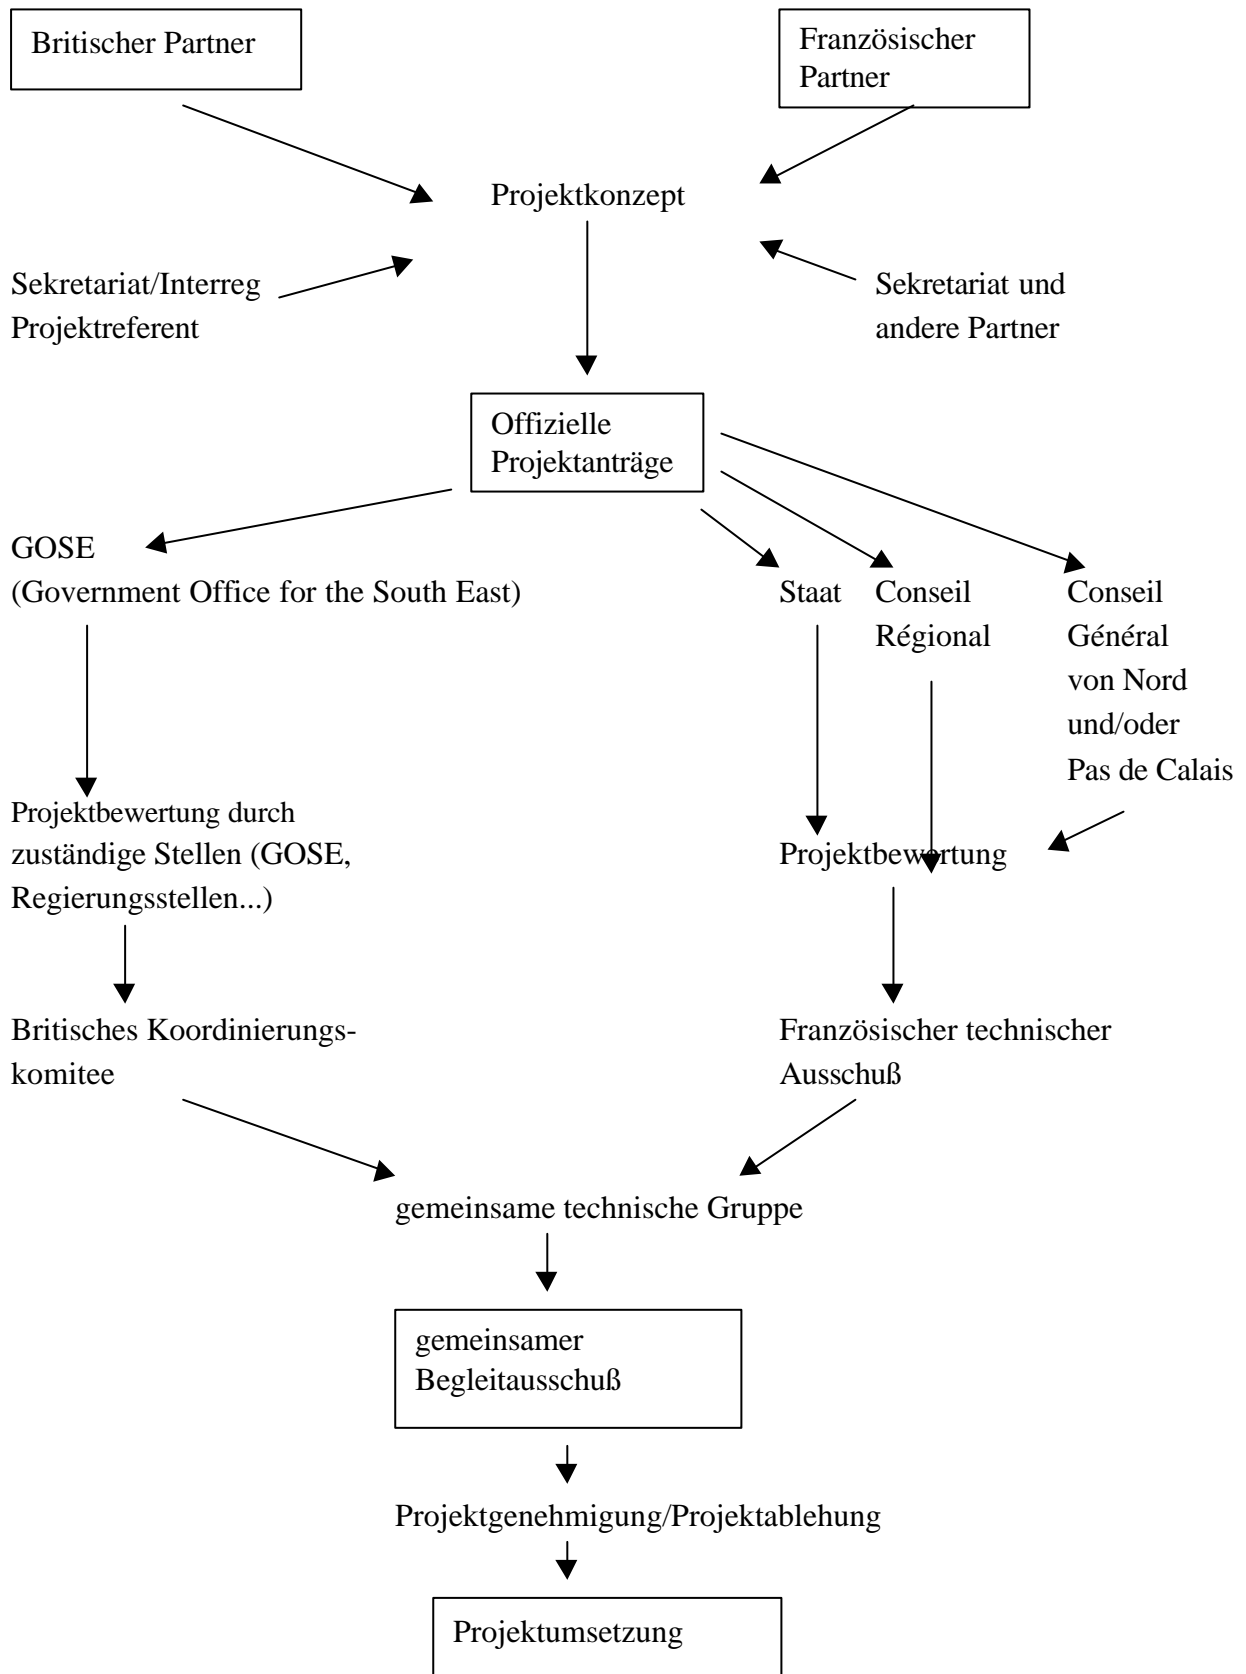 Britischer Partner
Französischer
Partner
Projektkonzept
Sekretariat/Interreg
Projektreferent
Sekretariat und
andere Partner
Offizielle
Projektanträge
GOSE
(Government Office for the South East)
Staat
Conseil
Régional
Conseil
Général
von Nord
und/oder
Pas de Calais
Projektbewertung durch
zuständige Stellen (GOSE,
Regierungsstellen...)
Projektbewertung
Britisches Koordinierungs-
komitee
Französischer technischer
Ausschuß
gemeinsame technische Gruppe
gemeinsamer
Begleitausschuß
Projektgenehmigung/Projektablehung
Projektumsetzung